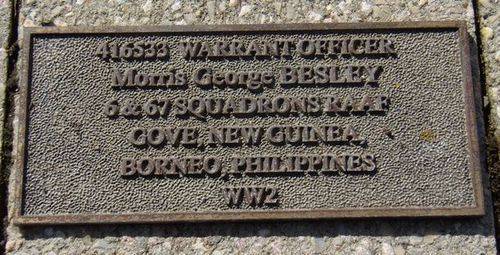 416533 WARRANT OFFICER
Morris George BESLEY
6 & 67 SQUADRONS RAAF
GOVE, NEW GUINEA,
BORNEO, PHILIPPINES
WW2